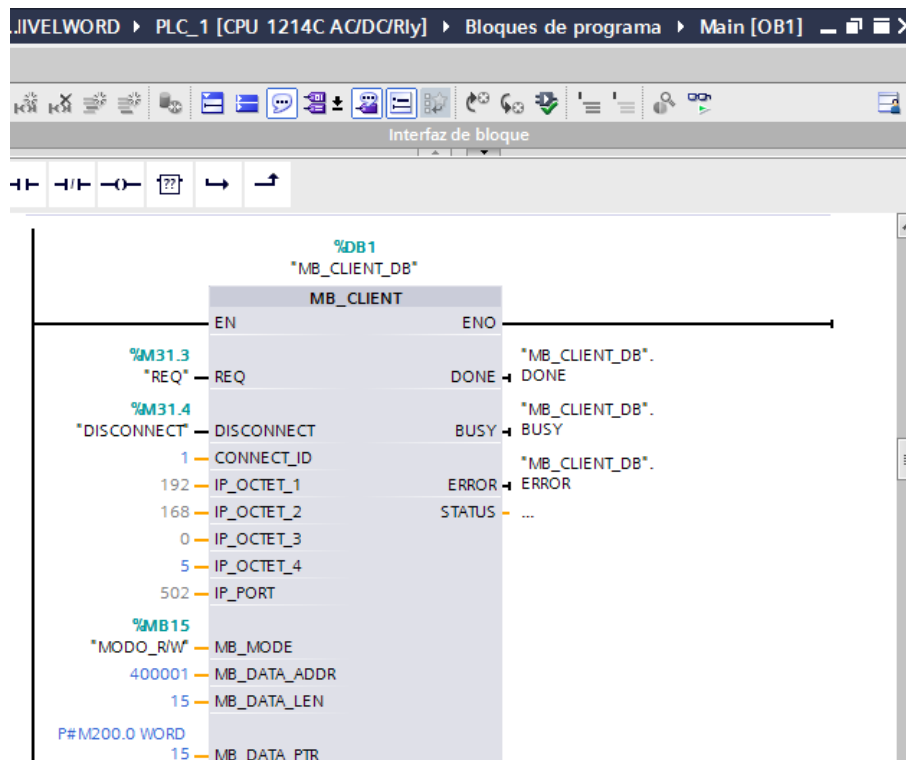 ..JIVELWORD ▸ PLC_1 [CPU 1214C AC/DC/Rly] ▸ Bloques de programa ▸ Main [OB1]
Interfaz de bloque
??
%DB1
"MB_CLIENT_DB"
MB_CLIENT
EN ENO
%M31.3
"REQ" REQ
"MB_CLIENT_DB".
DONE DONE
%M31.4
"DISCONNECT" DISCONNECT
"MB_CLIENT_DB".
BUSY BUSY
1 CONNECT_ID
"MB_CLIENT_DB".
192 IP_OCTET_1 ERROR ERROR
168 IP_OCTET_2 STATUS ...
0 IP_OCTET_3
5 IP_OCTET_4
502 IP_PORT
%MB15
"MODO_R/W" MB_MODE
400001 MB_DATA_ADDR
15 MB_DATA_LEN
P#M200.0 WORD
15 MB_DATA_PTR